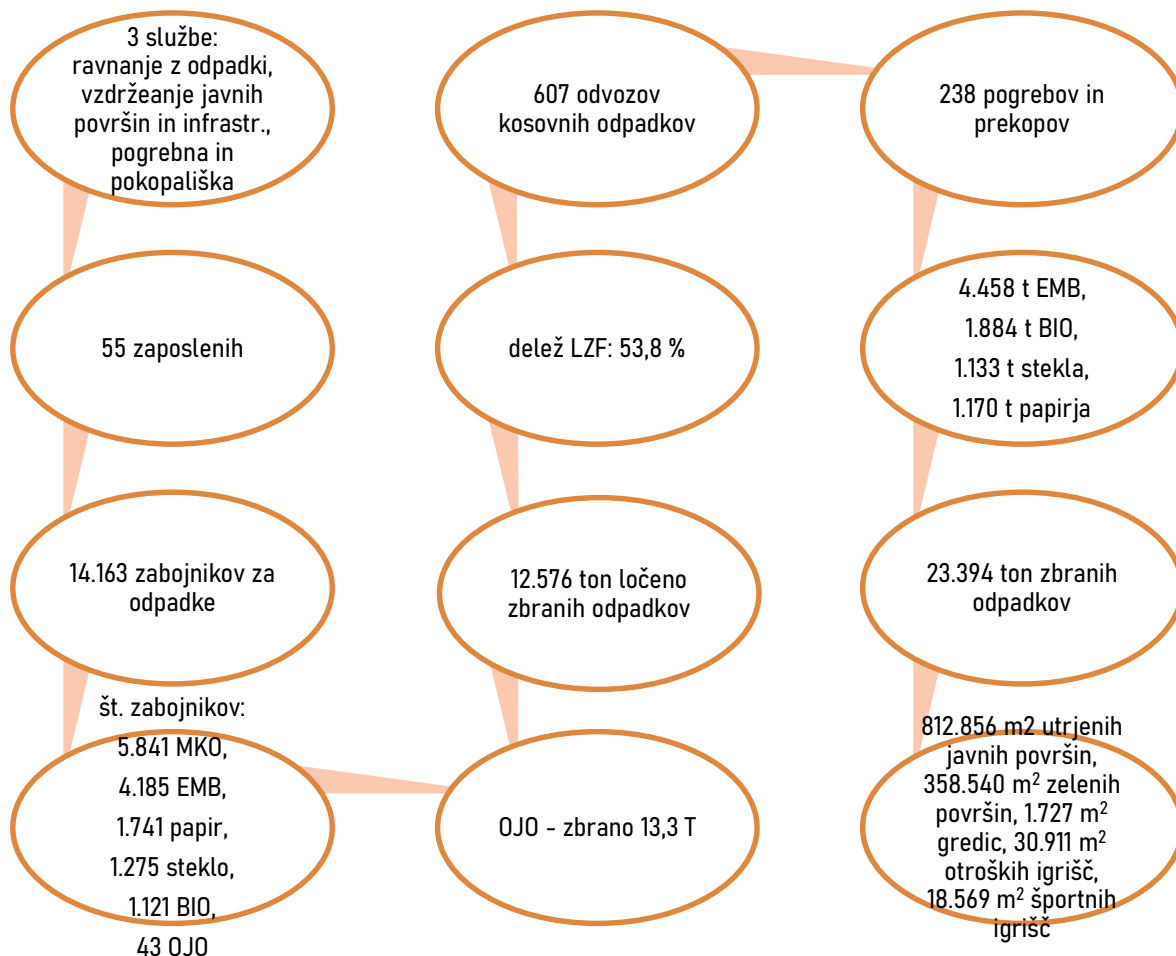 3 službe:
ravnanje z odpadki,
vzdržeanje javnih
površin in infrastr.,
pogrebna in
pokopališka
55 zaposlenih
14.163 zabojnikov za
odpadke
št. zabojnikov:
5.841 MKO,
4.185 EMB,
1.741 papir,
1.275 steklo,
1.121 BIO,
43 OJO
OJO - zbrano 13,3 T
12.576 ton ločeno
zbranih odpadkov
delež LZF: 53,8 %
607 odvozov
kosovnih odpadkov
238 pogrebov in
prekopov
4.458 t EMB,
1.884 t BIO,
1.133 t stekla,
1.170 t papirja
23.394 ton zbranih
odpadkov
812.856 m2 utrjenih
javnih površin,
358.540 m² zelenih
površin, 1.727 m²
gredic, 30.911 m²
otroških igrišč,
18.569 m² športnih
igrišč